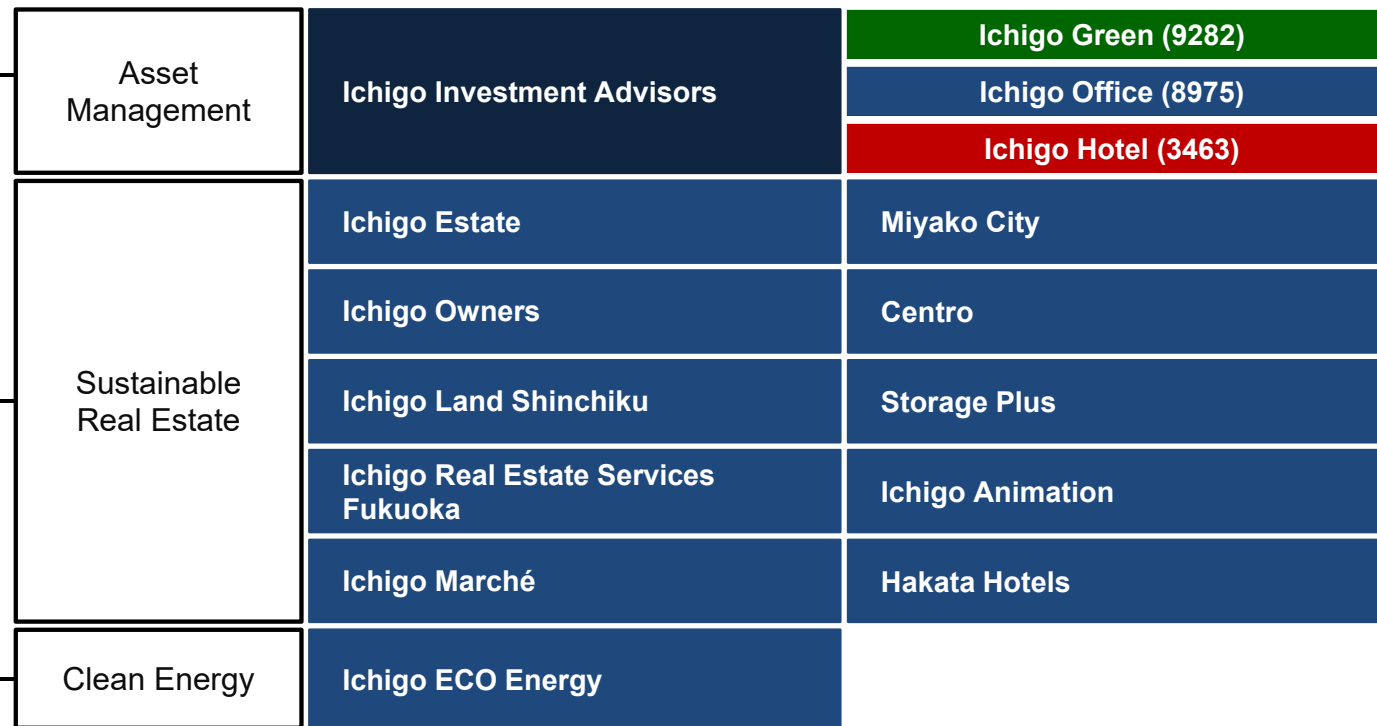 Asset
Management
Ichigo Investment Advisors
Ichigo Green (9282)
Ichigo Office (8975)
Ichigo Hotel (3463)
Sustainable
Real Estate
Ichigo Estate
Miyako City
Ichigo Owners
Centro
Ichigo Land Shinchiku
Storage Plus
Ichigo Real Estate Services
Fukuoka
Ichigo Animation
Ichigo Marché
Hakata Hotels
Clean Energy
Ichigo ECO Energy